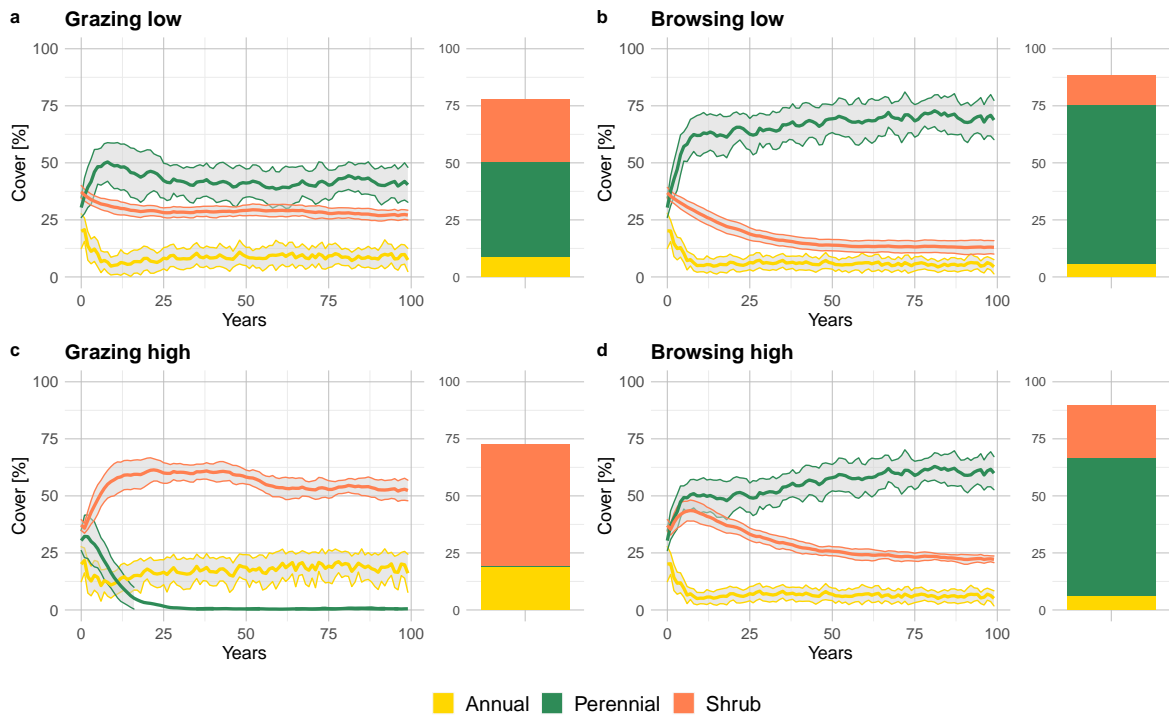 a Grazing low
b Browsing low
100 100 100 100
75 75 75 75
50 50 50 50
25 25 25 25
0 0 0 0
Cover [%] Cover [%]
0 25 50 75 100 0 25 50 75 100
Years Years
c Grazing high
d Browsing high
100 100 100 100
75 75 75 75
50 50 50 50
25 25 25 25
0 0 0 0
Cover [%] Cover [%]
0 25 50 75 100 0 25 50 75 100
Years Years
Annual Perennial Shrub